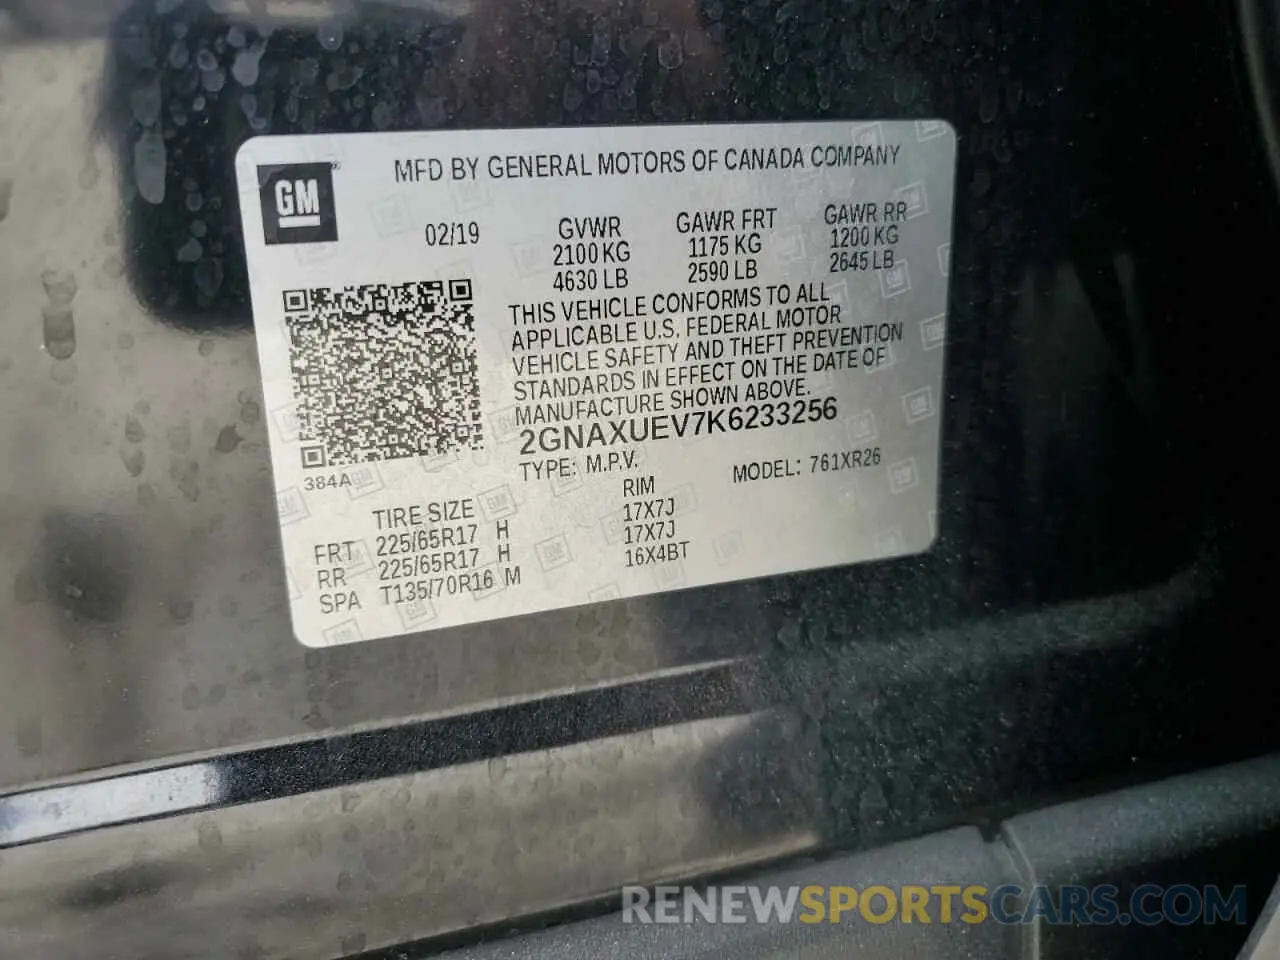 MFD BY GENERAL MOTORS OF CANADA COMPANY
GM
02/19
GVWR GAWR FRT GAWR RR
2100 KG 1175 KG 1200 KG
4630 LB 2590 LB 2645 LB
THIS VEHICLE CONFORMS TO ALL
APPLICABLE U.S. FEDERAL MOTOR
VEHICLE SAFETY AND THEFT PREVENTION
STANDARDS IN EFFECT ON THE DATE OF
MANUFACTURE SHOWN ABOVE.
2GNAXUEV7K6233256
TYPE: M.P.V. MODEL: 761XR26
384A
TIRE SIZE RIM
FRT 225/65R17 H 17X7J
RR 225/65R17 H 17X7J
SPA T135/70R16 M 16X4BT
RENEWSPORTSCARS.COM